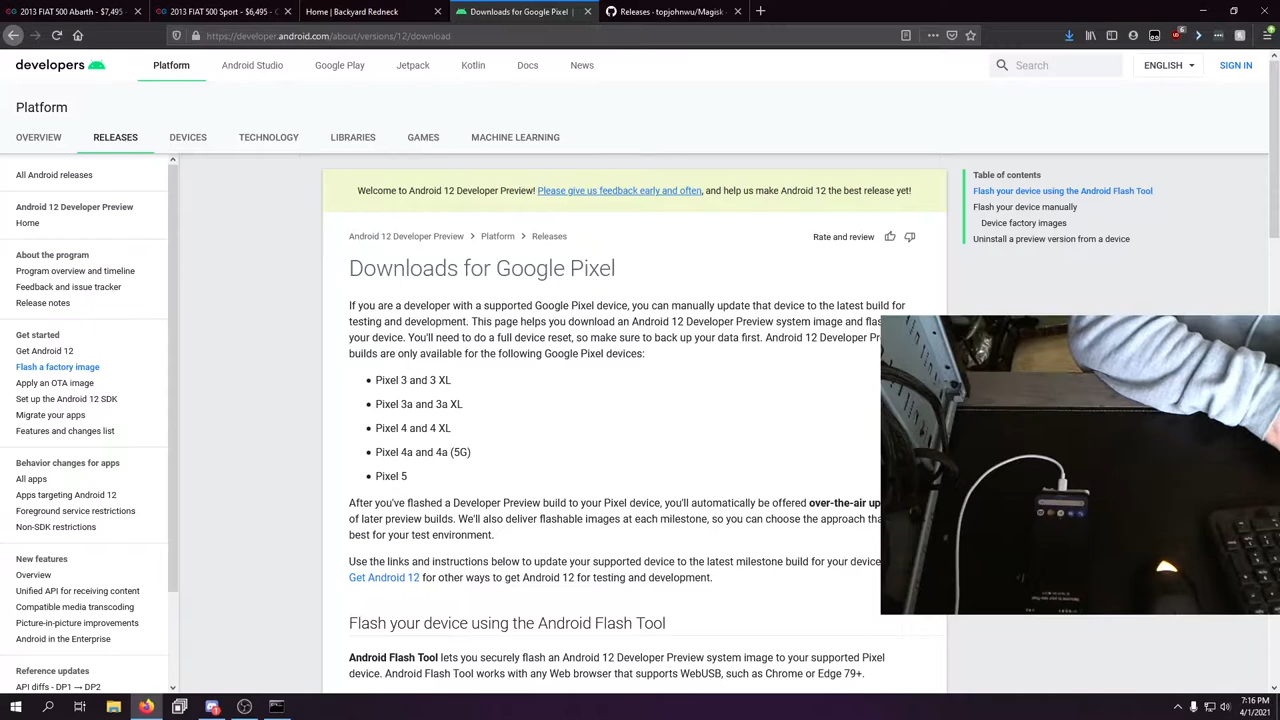 2013 FIAT 500 Abarth — $7,495 -
2013 FIAT 500 Sport — $6,495 -
Home | Backyard Redneck
Downloads for Google Pixel |
Releases - topjohnwu/Magisk -
https://developer.android.com/about/versions/12/download
developers
Platform
Android Studio
Google Play
Jetpack
Kotlin
Docs
News
Search
ENGLISH
SIGN IN
Platform
OVERVIEW
RELEASES
DEVICES
TECHNOLOGY
LIBRARIES
GAMES
MACHINE LEARNING
All Android releases
Android 12 Developer Preview
Home
About the program
Program overview and timeline
Feedback and issue tracker
Release notes
Get started
Get Android 12
Flash a factory image
Apply an OTA image
Set up the Android 12 SDK
Migrate your apps
Features and changes list
Behavior changes for apps
All apps
Apps targeting Android 12
Foreground service restrictions
Non-SDK restrictions
New features
Overview
Unified API for receiving content
Compatible media transcoding
Picture-in-picture improvements
Android in the Enterprise
Reference updates
API diffs - DP1 → DP2
Welcome to Android 12 Developer Preview! Please give us feedback early and often, and help us make Android 12 the best release yet!
Android 12 Developer Preview > Platform > Releases
Rate and review
Downloads for Google Pixel
If you are a developer with a supported Google Pixel device, you can manually update that device to the latest build for
testing and development. This page helps you download an Android 12 Developer Preview system image and flas
your device. You'll need to do a full device reset, so make sure to back up your data first. Android 12 Developer Pr
builds are only available for the following Google Pixel devices:
• Pixel 3 and 3 XL
• Pixel 3a and 3a XL
• Pixel 4 and 4 XL
• Pixel 4a and 4a (5G)
• Pixel 5
After you've flashed a Developer Preview build to your Pixel device, you'll automatically be offered over-the-air up
of later preview builds. We'll also deliver flashable images at each milestone, so you can choose the approach tha
best for your test environment.
Use the links and instructions below to update your supported device to the latest milestone build for your device
Get Android 12 for other ways to get Android 12 for testing and development.
Flash your device using the Android Flash Tool
Android Flash Tool lets you securely flash an Android 12 Developer Preview system image to your supported Pixel
device. Android Flash Tool works with any Web browser that supports WebUSB, such as Chrome or Edge 79+.
Table of contents
Flash your device using the Android Flash Tool
Flash your device manually
Device factory images
Uninstall a preview version from a device
7:16 PM
4/1/2021